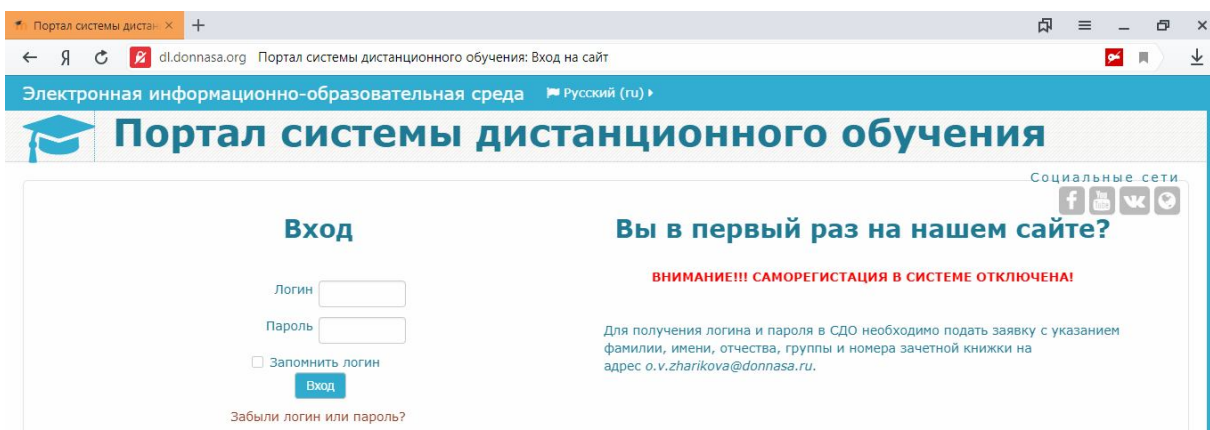 Портал системы дистан
Я dl.donnasa.org Портал системы дистанционного обучения: Вход на сайт
Электронная информационно-образовательная среда Русский (ru)
Портал системы дистанционного обучения
Социальные сети
Вход
Логин
Пароль
Запомнить логин
Вход
Забыли логин или пароль?
Вы в первый раз на нашем сайте?
ВНИМАНИЕ!!! САМОРЕГИСТАЦИЯ В СИСТЕМЕ ОТКЛЮЧЕНА!
Для получения логина и пароля в СДО необходимо подать заявку с указанием
фамилии, имени, отчества, группы и номера зачетной книжки на
адрес o.v.zharikova@donnasa.ru.